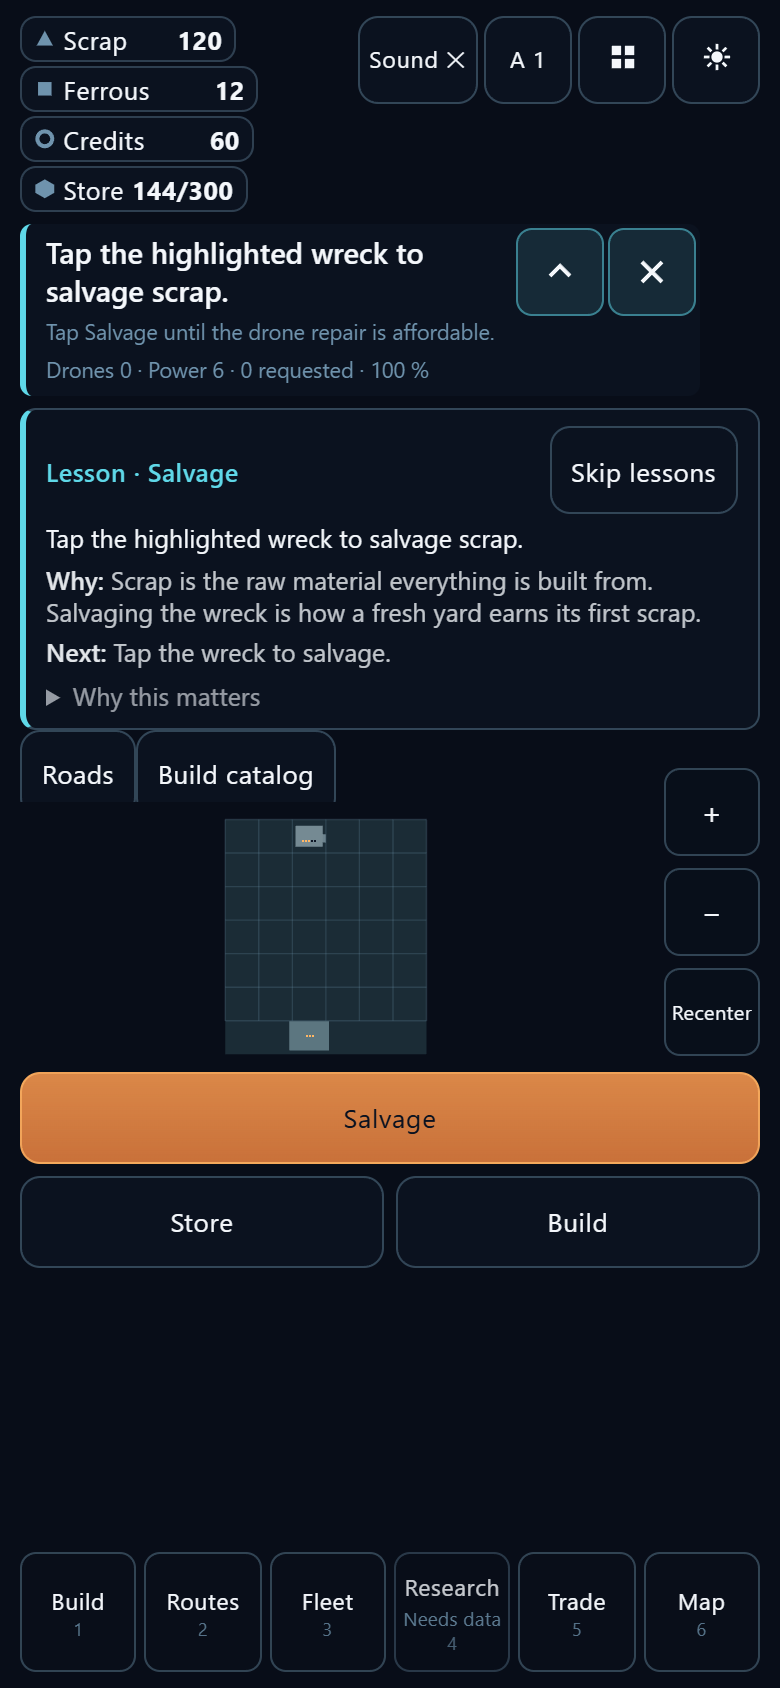 Scrap 120
Sound ✕
A 1
Ferrous 12
Credits 60
Store 144/300
Tap the highlighted wreck to
salvage scrap.
Tap Salvage until the drone repair is affordable.
Drones 0 · Power 6 · 0 requested · 100 %
Lesson · Salvage
Skip lessons
Tap the highlighted wreck to salvage scrap.
Why: Scrap is the raw material everything is built from.
Salvaging the wreck is how a fresh yard earns its first scrap.
Next: Tap the wreck to salvage.
▶ Why this matters
Roads
Build catalog
+
−
Recenter
Salvage
Store
Build
Build
1
Routes
2
Fleet
3
Research
Needs data
4
Trade
5
Map
6